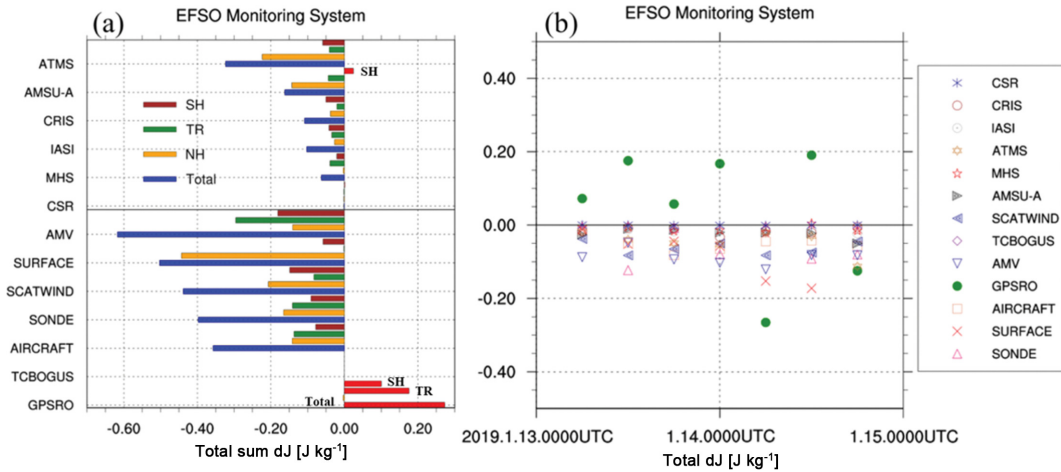 EFSO Monitoring System
(a)
ATMS
SH
AMSU-A
SH
CRIS
TR
IASI
NH
MHS
Total
CSR
AMV
SURFACE
SCATWIND
SONDE
AIRCRAFT
TCBOGUS
SH
TR
GPSRO
Total
-0.60 -0.40 -0.20 0.00 0.20
Total sum dJ [J kg-1]
EFSO Monitoring System
(b)
0.40
0.20
0.00
-0.20
-0.40
2019.1.13.0000UTC 1.14.0000UTC 1.15.0000UTC
Total dJ [J kg-1]
CSR
CRIS
IASI
ATMS
MHS
AMSU-A
SCATWIND
TCBOGUS
AMV
GPSRO
AIRCRAFT
SURFACE
SONDE